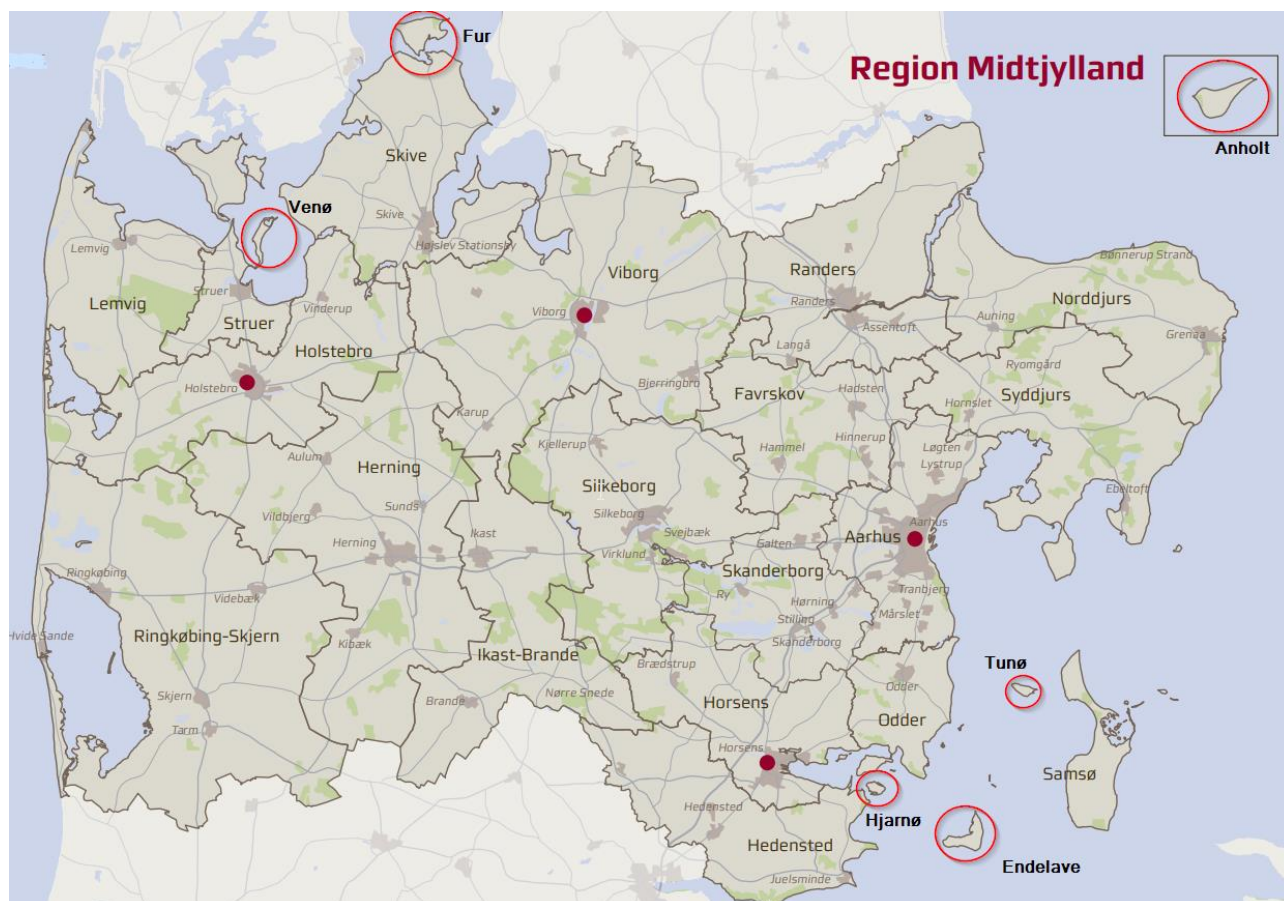 Fur
Region Midtjylland
Anholt
Skive
Venø
Skive
Lemvig
Højslev Stationsby
Bønnerup Strand
Viborg
Randers
Struer
Lemvig
Vinderup
Randers
Norddjurs
Struer
Viborg
Assentoft
Auning
Grenaa
Holstebro
Langå
Ryomgård
Holstebro
Bjerringbro
Favrskov
Hadsten
Syddjurs
Hornslet
Karup
Kjellerup
Hammel
Hinnerup
Løgten
Aulum
Herning
Lystrup
Silkeborg
Ebeltoft
Vildbjerg
Sunds
Silkeborg
Aarhus
Svejbæk
Herning
Ikast
Virklund
Galten
Aarhus
Ringkøbing
Skanderborg
Videbæk
Ry
Tranbjerg
Hørning
Mårslet
Hvide Sande
Ringkøbing-Skjern
Kibæk
Stilling
Skanderborg
Ikast-Brande
Brædstrup
Tunø
Skjern
Brande
Nørre Snede
Horsens
Odder
Odder
Tarm
Horsens
Samsø
Hedensted
Hjarnø
Hedensted
Endelave
Juelsminde